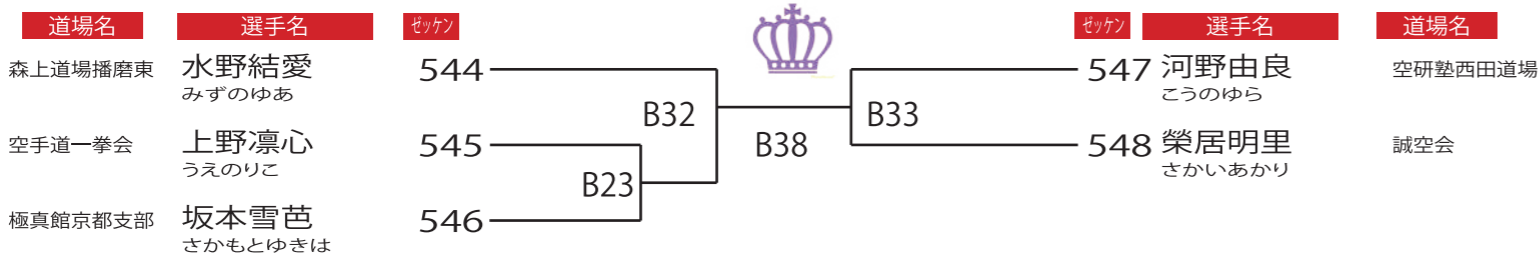 道場名 選手名 ゼッケン ゼッケン 選手名 道場名
森上道場播磨東 水野結愛 544 547 河野由良 空研塾西田道場
みずのゆあ こうのゆら
B32 B33
空手道一拳会 上野凛心 545 B38 548 榮居明里 誠空会
うえのりこ さかいあかり
B23
極真館京都支部 坂本雪芭 546
さかもとゆきは